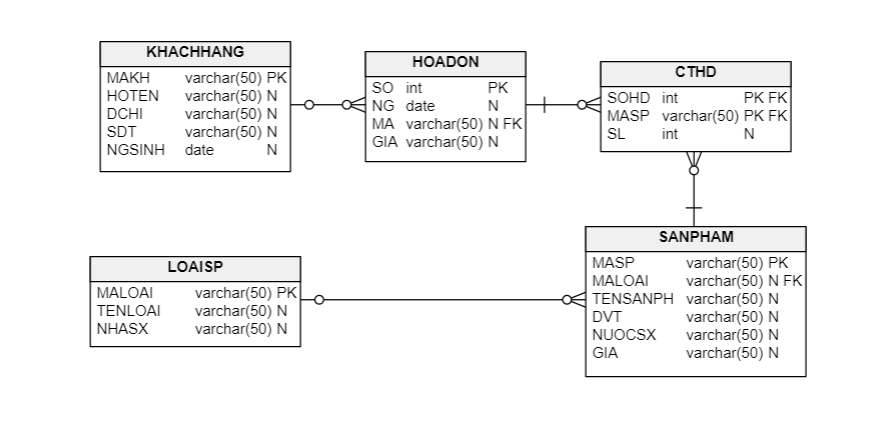 KHACHHANG
MAKH varchar(50) PK
HOTEN varchar(50) N
DCHI varchar(50) N
SDT varchar(50) N
NGSINH date N
HOADON
SO int PK
NG date N
MA varchar(50) N FK
GIA varchar(50) N
CTHD
SOHD int PK FK
MASP varchar(50) PK FK
SL int N
LOAISP
MALOAI varchar(50) PK
TENLOAI varchar(50) N
NHASX varchar(50) N
SANPHAM
MASP varchar(50) PK
MALOAI varchar(50) N FK
TENSANPH varchar(50) N
DVT varchar(50) N
NUOCSX varchar(50) N
GIA varchar(50) N